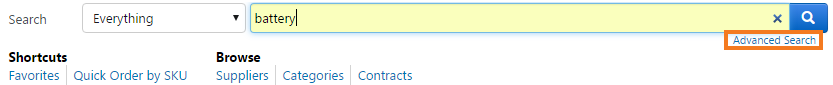 Search Everything battery
Advanced Search
Shortcuts Browse
Favorites Quick Order by SKU Suppliers Categories Contracts